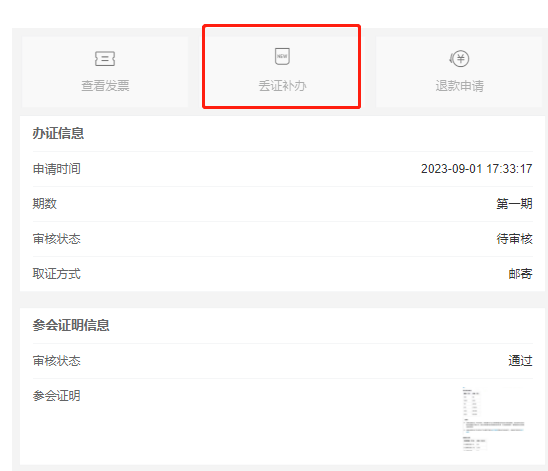 查看发票
NEW
丢证补办
退款申请
办证信息
申请时间 2023-09-01 17:33:17
期数 第一期
审核状态 待审核
取证方式 邮寄
参会证明信息
审核状态 通过
参会证明